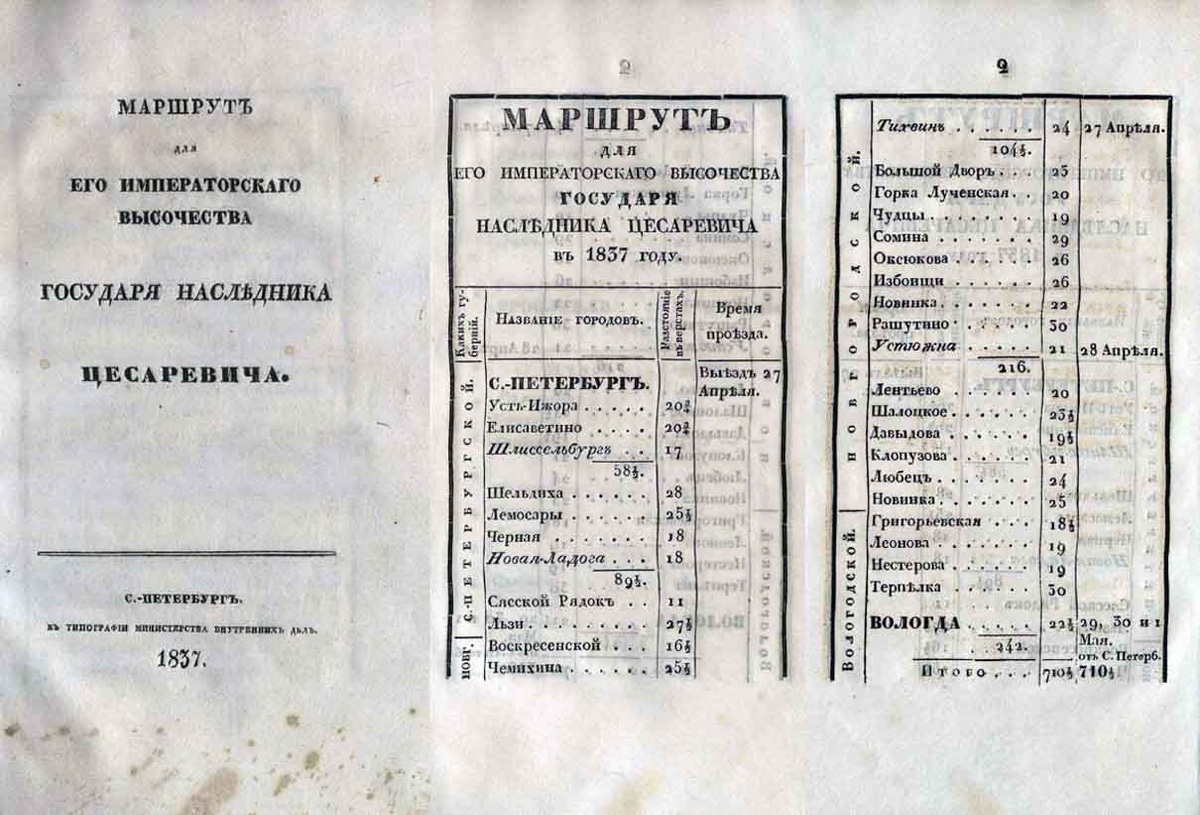 МАРШРУТЪ
для
ЕГО ИМПЕРАТОРСКАГО
ВЫСОЧЕСТВА
ГОСУДАРЯ НАСЛѢДНИКА
ЦЕСАРЕВИЧА.
С.-ПЕТЕРБУРГЪ.
ВЪ ТИПОГРАФІИ МИНИСТЕРСТВА ВНУТРЕННИХЪ ДѢЛЪ.
1837.
МАРШРУТЪ
для
ЕГО ИМПЕРАТОРСКАГО ВЫСОЧЕСТВА
ГОСУДАРЯ
НАСЛѢДНИКА ЦЕСАРЕВИЧА
въ 1837 году.
Какихъ губерній. Названіе городовъ. Разстояніе въ верстахъ. Время проѣзда.
С.-ПЕТЕРБУРГСКОЙ.
С.-ПЕТЕРБУРГЪ. Выѣздъ 27 Апрѣля.
Усть-Ижора . . . . . 20¾
Елисаветино . . . . 20¾
Шлиссельбургъ . . 17
58½.
Шельдиха . . . . . . 28
Лемосары . . . . . . 25½
Черная . . . . . . . 18
Новая-Ладога . . . 18
89½.
Сясской Рядокъ . . 11
Льзи . . . . . . . . 27½
НОВГ.
Воскресенской . . . 16½
Чемихина . . . . . . 25½
2
НОВГОРОДСКОЙ.
Тихвинъ . . . . . . 24 27 Апрѣля.
104½.
Большой Дворъ . . . 25
Горка Лученская . . 20
Чудцы . . . . . . . 19
Сомина . . . . . . 29
Оксюкова . . . . . 26
Избоищи . . . . . . 26
Новинка . . . . . . 22
Рашутино . . . . . 30
Устюжна . . . . . . 21 28 Апрѣля.
216.
Лентьево . . . . . 20
Шалоцкое . . . . . . 23½
Давыдова . . . . . . 19½
Клопузова . . . . . 21
Любецъ . . . . . . . 24
Новинка . . . . . . 25
ВОЛОГОДСКОЙ.
Григорьевская . . . 18½
Леонова . . . . . . 19
Нестерова . . . . . 19
Терпѣлка . . . . . 30
ВОЛОГДА . . . . . 22½ 29, 30 и 1 Мая.
242. отъ С. Петерб.
Итого . . . 710½ 710½